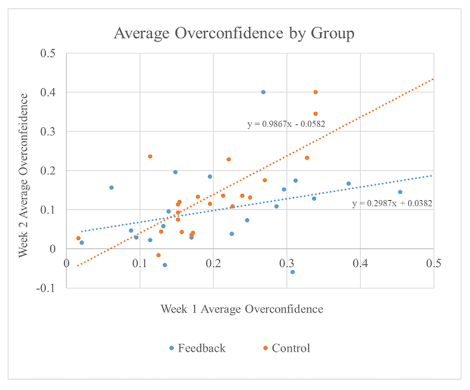 Average Overconfidence by Group
0.5
0.4
0.3
0.2
0.1
0
-0.1
Week 2 Average Overconfeidence
y = 0.9867x - 0.0582
y = 0.2987x + 0.0382
0
0.1
0.2
0.3
0.4
0.5
Week 1 Average Overconfidence
Feedback
Control